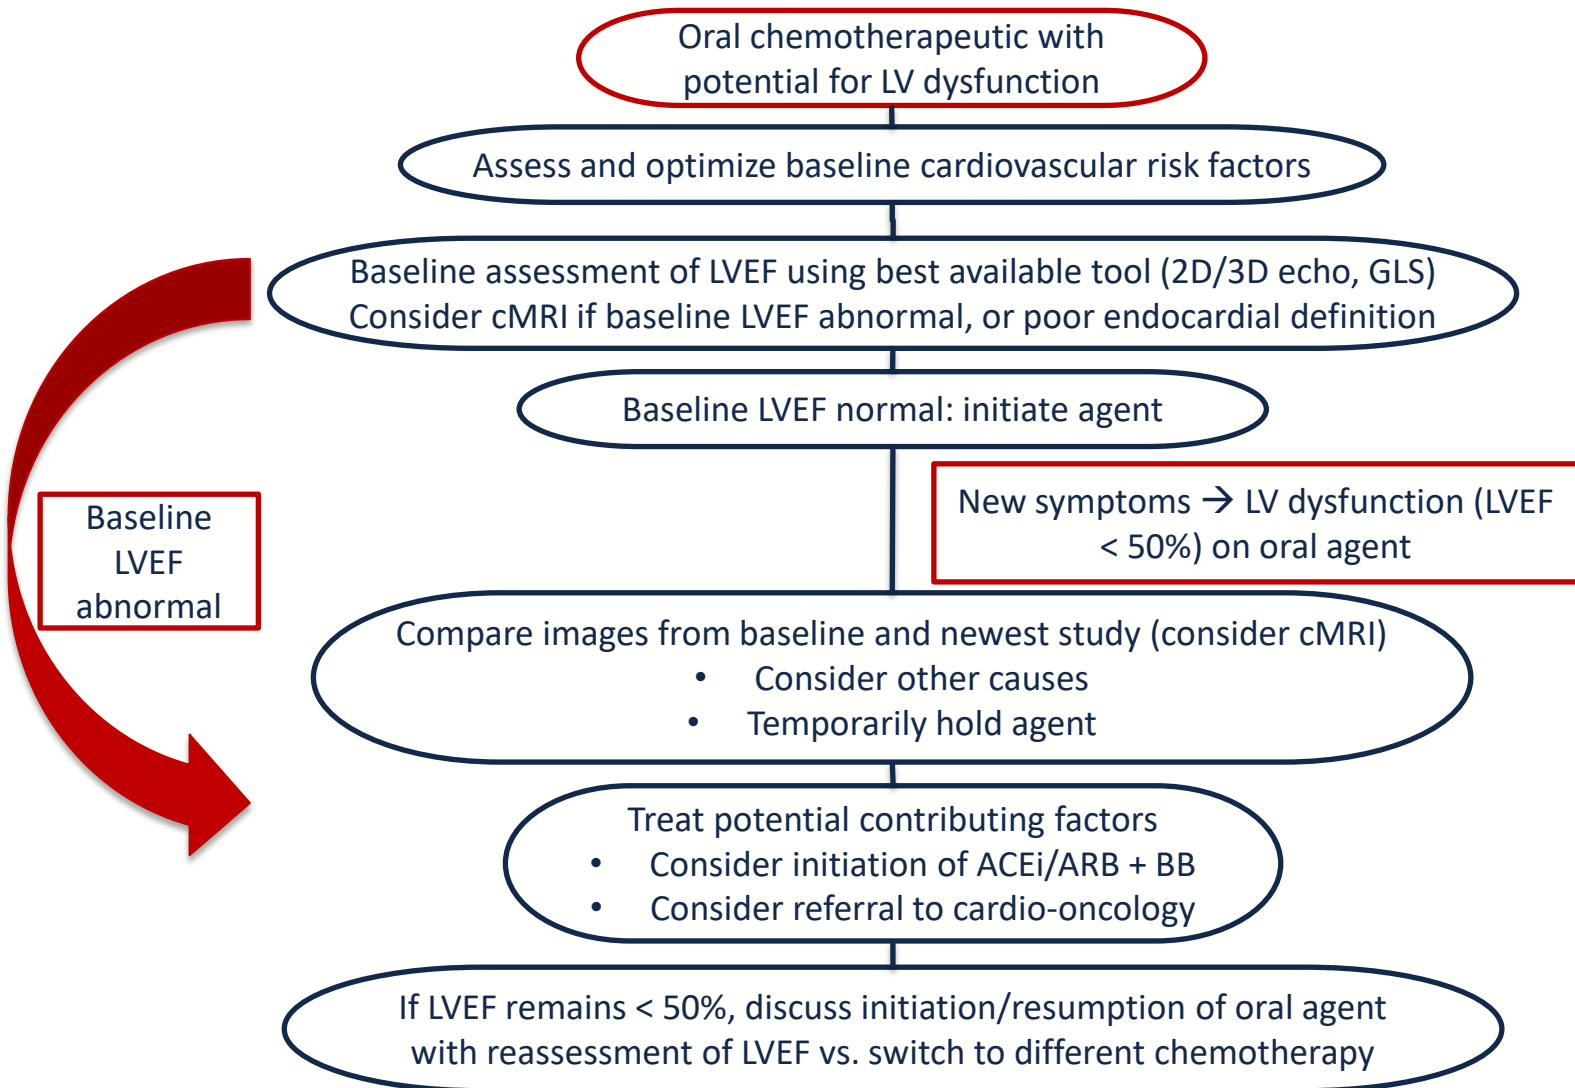 Oral chemotherapeutic with
potential for LV dysfunction
Assess and optimize baseline cardiovascular risk factors
Baseline assessment of LVEF using best available tool (2D/3D echo, GLS)
Consider cMRI if baseline LVEF abnormal, or poor endocardial definition
Baseline LVEF normal: initiate agent
New symptoms → LV dysfunction (LVEF
< 50%) on oral agent
Baseline
LVEF
abnormal
Compare images from baseline and newest study (consider cMRI)
• Consider other causes
• Temporarily hold agent
Treat potential contributing factors
• Consider initiation of ACEi/ARB + BB
• Consider referral to cardio-oncology
If LVEF remains < 50%, discuss initiation/resumption of oral agent
with reassessment of LVEF vs. switch to different chemotherapy